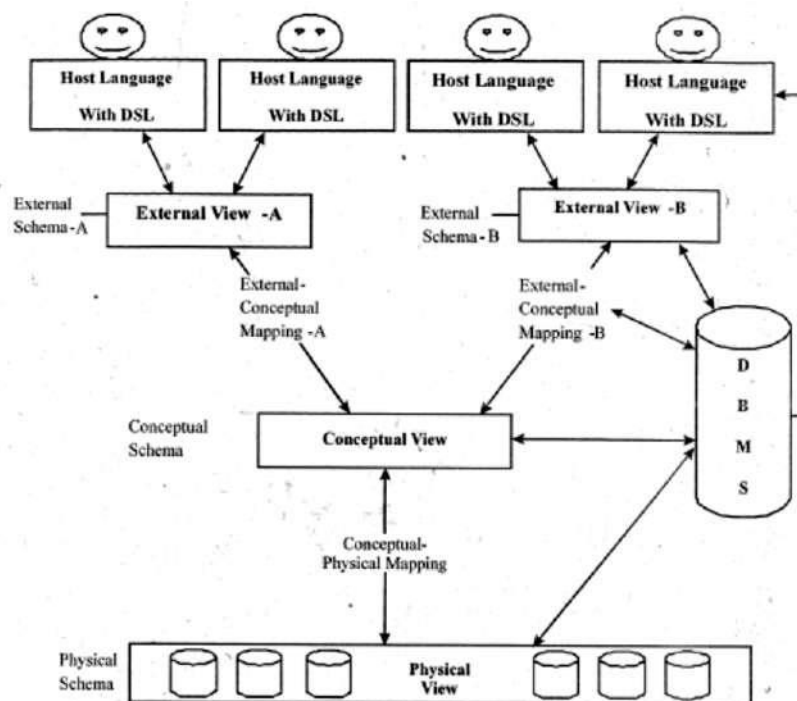 Host Language
With DSL
Host Language
With DSL
Host Language
With DSL
Host Language
With DSL
External
Schema-A
External View -A
External
Schema-B
External View -B
External-
Conceptual
Mapping -A
External-
Conceptual
Mapping -B
D
B
M
S
Conceptual
Schema
Conceptual View
Conceptual-
Physical Mapping
Physical
Schema
Physical
View